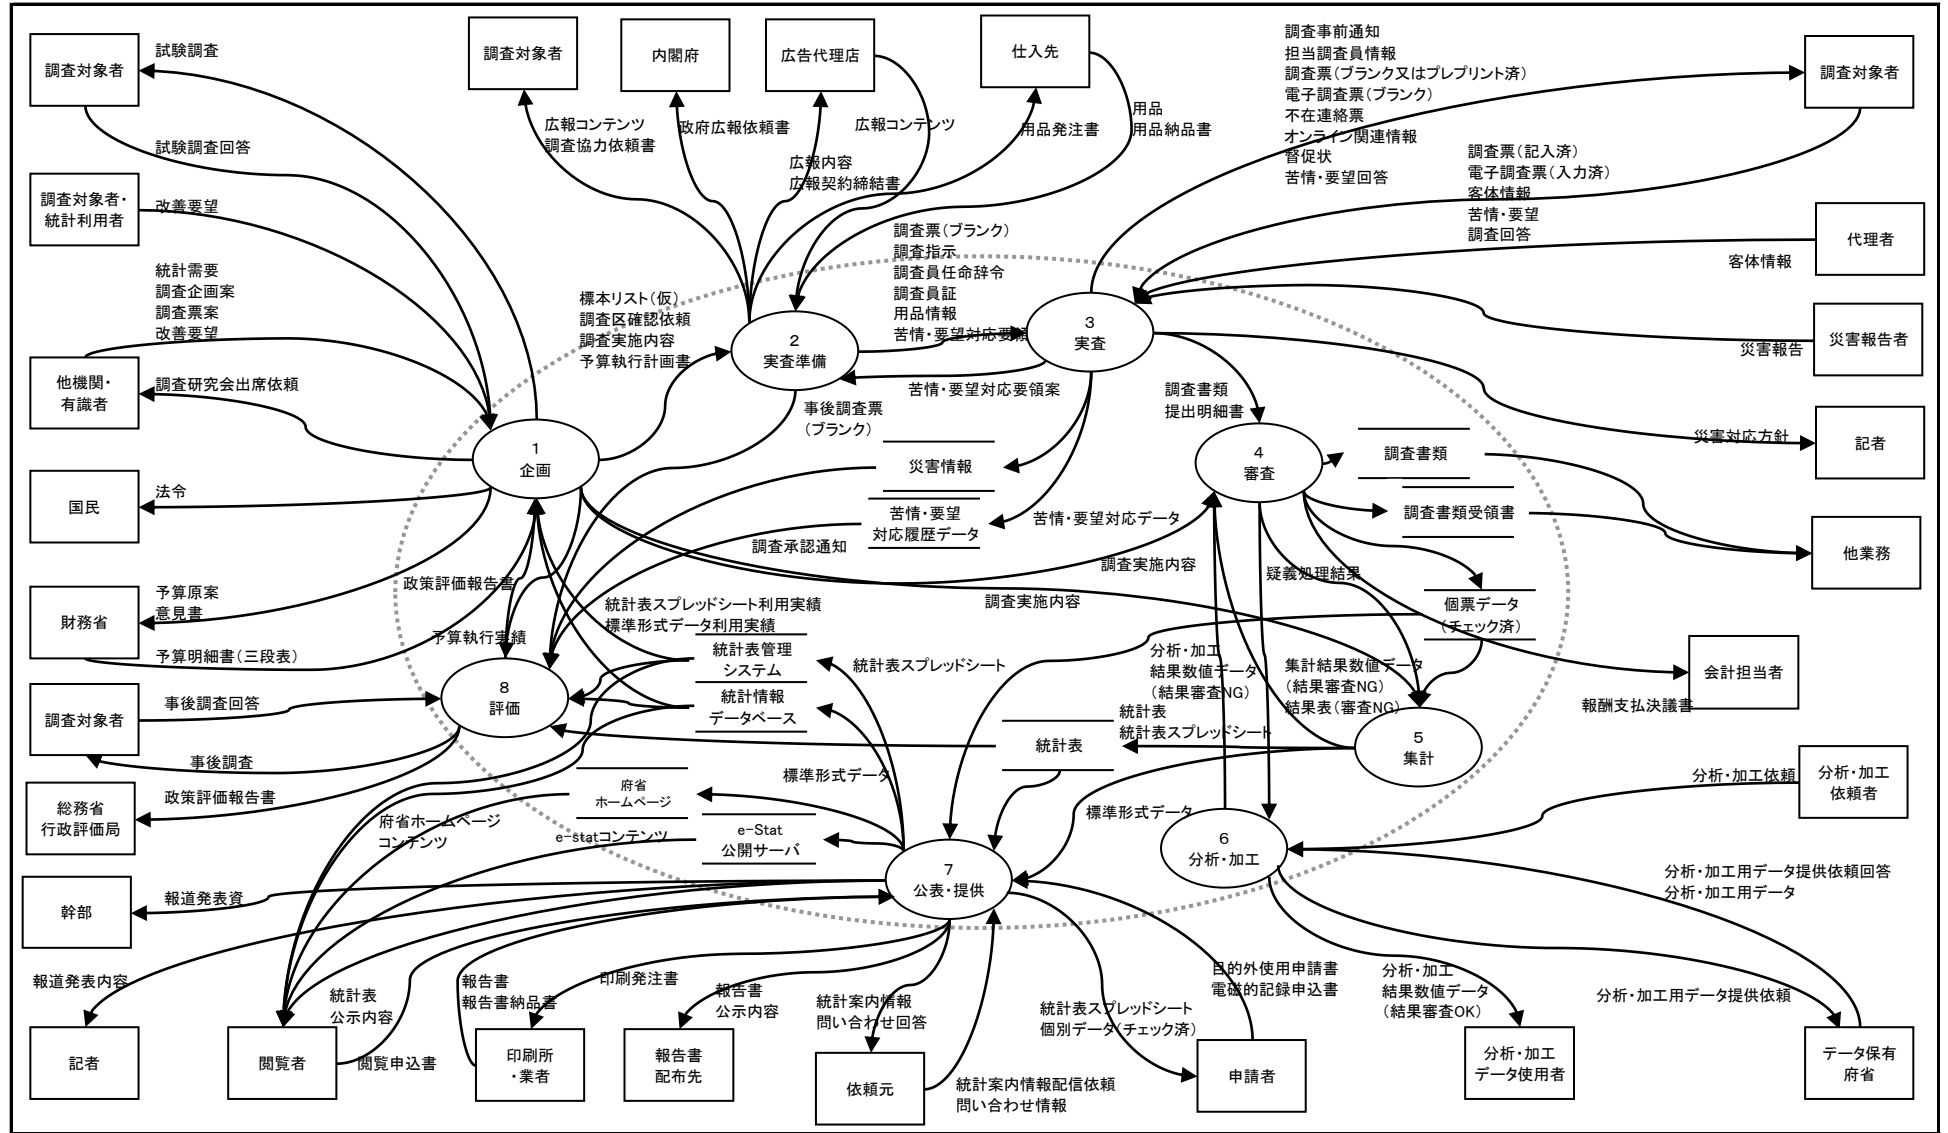 調査対象者
試験調査
試験調査回答
調査対象者・
統計利用者
改善要望
統計需要
調査企画案
調査票案
改善要望
他機関・
有識者
調査研究会出席依頼
国民
法令
財務省
予算原案
意見書
予算明細書（三段表）
調査対象者
事後調査回答
事後調査
総務省
行政評価局
政策評価報告書
幹部
報道発表資
報道発表内容
記者
調査対象者
広報コンテンツ
調査協力依頼書
内閣府
政府広報依頼書
広告代理店
広報内容
広報契約締結書
広報コンテンツ
仕入先
用品発注書
用品
用品納品書
調査事前通知
担当調査員情報
調査票（ブランク又はプレプリント済）
電子調査票（ブランク）
不在連絡票
オンライン関連情報
督促状
苦情・要望回答
調査対象者
調査票（記入済）
電子調査票（入力済）
客体情報
苦情・要望
調査回答
代理者
客体情報
災害報告者
災害報告
記者
災害対応方針
他業務
会計担当者
報酬支払決議書
標本リスト（仮）
調査区確認依頼
調査実施内容
予算執行計画書
1
企画
2
実査準備
調査票（ブランク）
調査指示
調査員任命辞令
調査員証
用品情報
苦情・要望対応要領
3
実査
苦情・要望対応要領案
事後調査票
（ブランク）
災害情報
苦情・要望
対応履歴データ
苦情・要望対応データ
調査書類
提出明細書
4
審査
調査書類
調査書類受領書
個票データ
（チェック済）
調査承認通知
調査実施内容
調査実施内容
疑義処理結果
政策評価報告書
予算執行実績
統計表スプレッドシート利用実績
標準形式データ利用実績
統計表管理
システム
統計情報
データベース
8
評価
統計表スプレッドシート
分析・加工
結果数値データ
（結果審査NG）
集計結果数値データ
（結果審査NG）
結果表（審査NG）
統計表
統計表スプレッドシート
統計表
5
集計
標準形式データ
標準形式データ
府省
ホームページ
e-Stat
公開サーバ
府省ホームページ
コンテンツ
e-statコンテンツ
7
公表・提供
6
分析・加工
分析・加工依頼
分析・加工
依頼者
分析・加工用データ提供依頼回答
分析・加工用データ
統計表
公示内容
閲覧者
閲覧申込書
報告書
報告書納品書
印刷発注書
印刷所
・業者
報告書
公示内容
報告書
配布先
統計案内情報
問い合わせ回答
依頼元
統計案内情報配信依頼
問い合わせ情報
統計表スプレッドシート
個別データ（チェック済）
目的外使用申請書
電磁的記録申込書
申請者
分析・加工
結果数値データ
（結果審査OK）
分析・加工
データ使用者
分析・加工用データ提供依頼
データ保有
府省